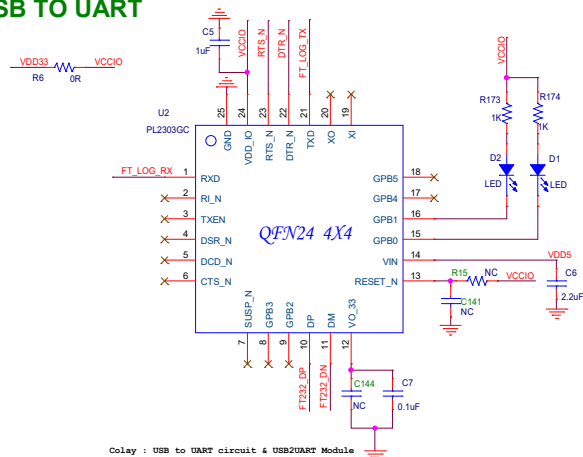 SB TO UART
C5
1uF
VCCIO
RTS_N
DTR_N
FT_LOG_TX
VDD33
VCCIO
R6
0R
VCCIO
R173
1K
R174
1K
U2
PL2303GC
25
24
23
22
21
20
19
GND
VDD_IO
RTS_N
DTR_N
TXD
XO
XI
D2
LED
D1
LED
FT_LOG_RX
1
RXD
2
RI_N
3
TXEN
4
DSR_N
5
DCD_N
6
CTS_N
QFN24 4X4
GPB5
18
GPB4
17
GPB1
16
GPB0
15
VIN
14
RESET_N
13
VDD5
R15
NC
VCCIO
C6
2.2uF
C141
NC
SUSP_N
GPB3
GPB2
DP
DM
VO_33
7
8
9
10
11
12
FT232_DP
FT232_DN
C144
NC
C7
0.1uF
Colay : USB to UART circuit & USB2UART Module